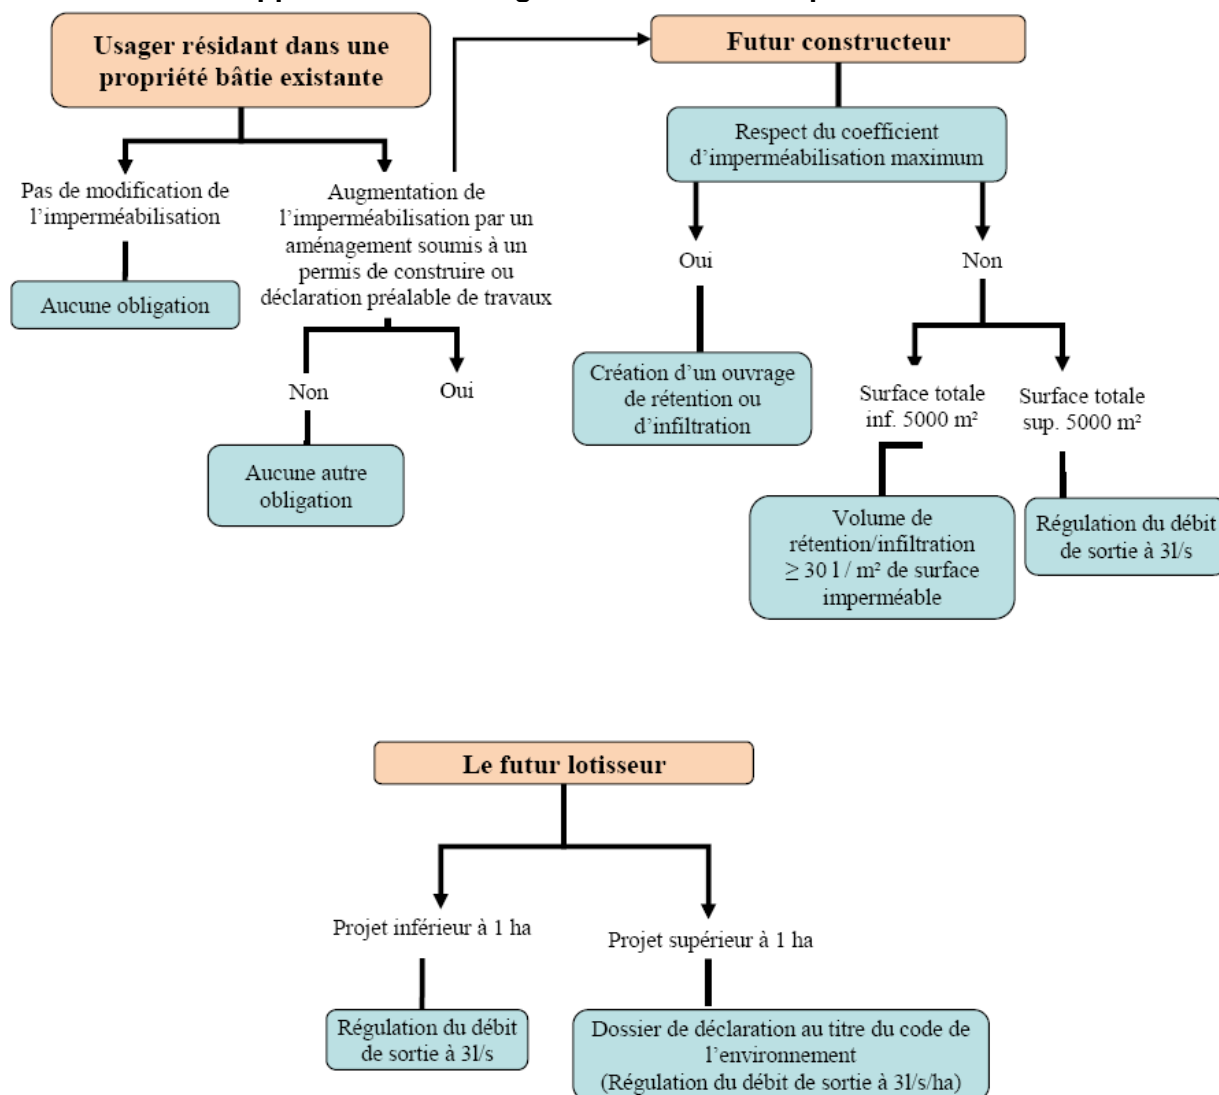 Usager résidant dans une
propriété bâtie existante
Pas de modification de
l’imperméabilisation
Aucune obligation
Augmentation de
l’imperméabilisation par un
aménagement soumis à un
permis de construire ou
déclaration préalable de travaux
Non
Oui
Aucune autre
obligation
Futur constructeur
Respect du coefficient
d’imperméabilisation maximum
Oui
Non
Création d’un ouvrage
de rétention ou
d’infiltration
Surface totale
inf. 5000 m²
Surface totale
sup. 5000 m²
Volume de
rétention/infiltration
≥ 30 l / m² de surface
imperméable
Régulation du débit
de sortie à 3l/s
Le futur lotisseur
Projet inférieur à 1 ha
Projet supérieur à 1 ha
Régulation du débit
de sortie à 3l/s
Dossier de déclaration au titre du code de
l’environnement
(Régulation du débit de sortie à 3l/s/ha)